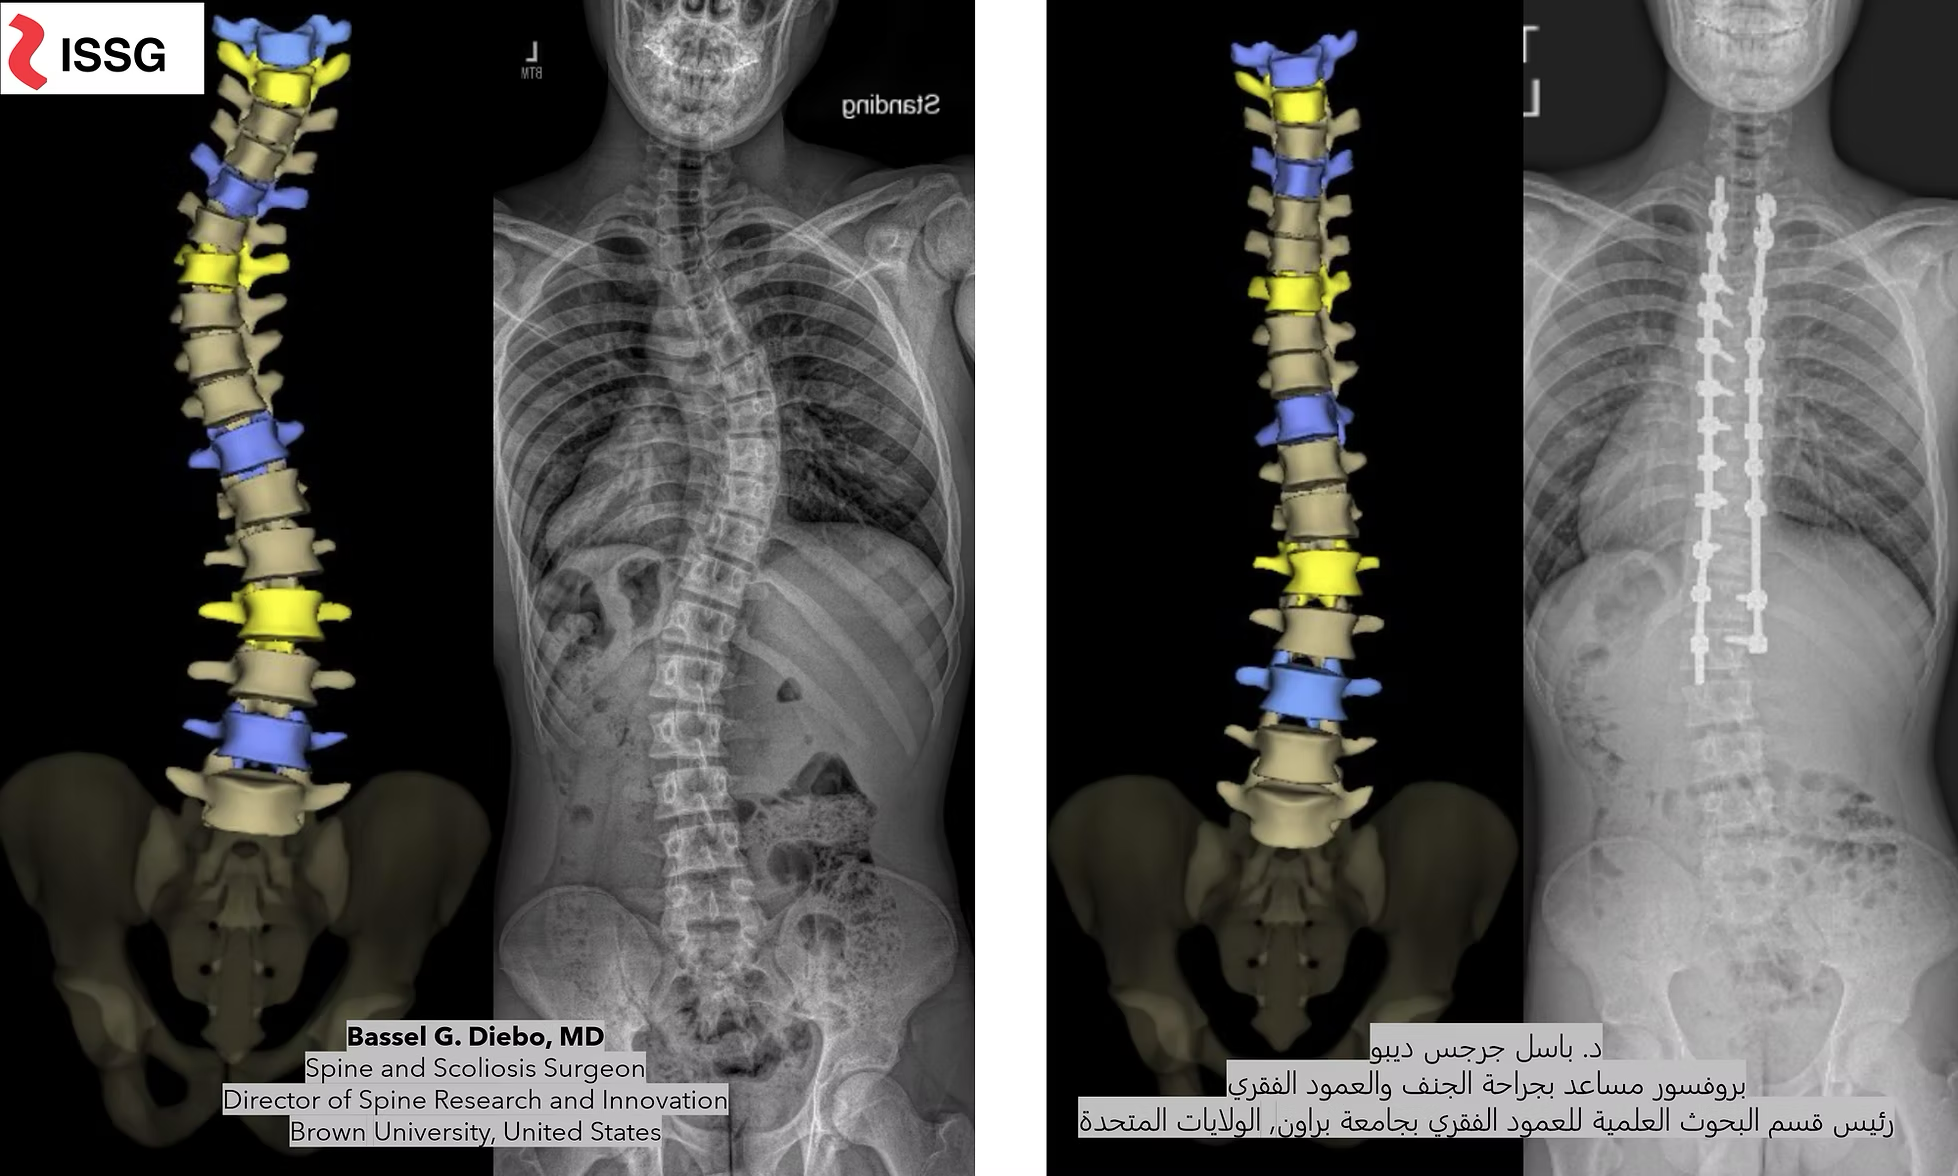 ISSG
L
BTM
Standing
L
Bassel G. Diebo, MD
Spine and Scoliosis Surgeon
Director of Spine Research and Innovation
Brown University, United States
د. باسل جرجس ديبو
بروفسور مساعد بجراحة الجنف والعمود الفقري
رئيس قسم البحوث العلمية للعمود الفقري بجامعة براون, الولايات المتحدة